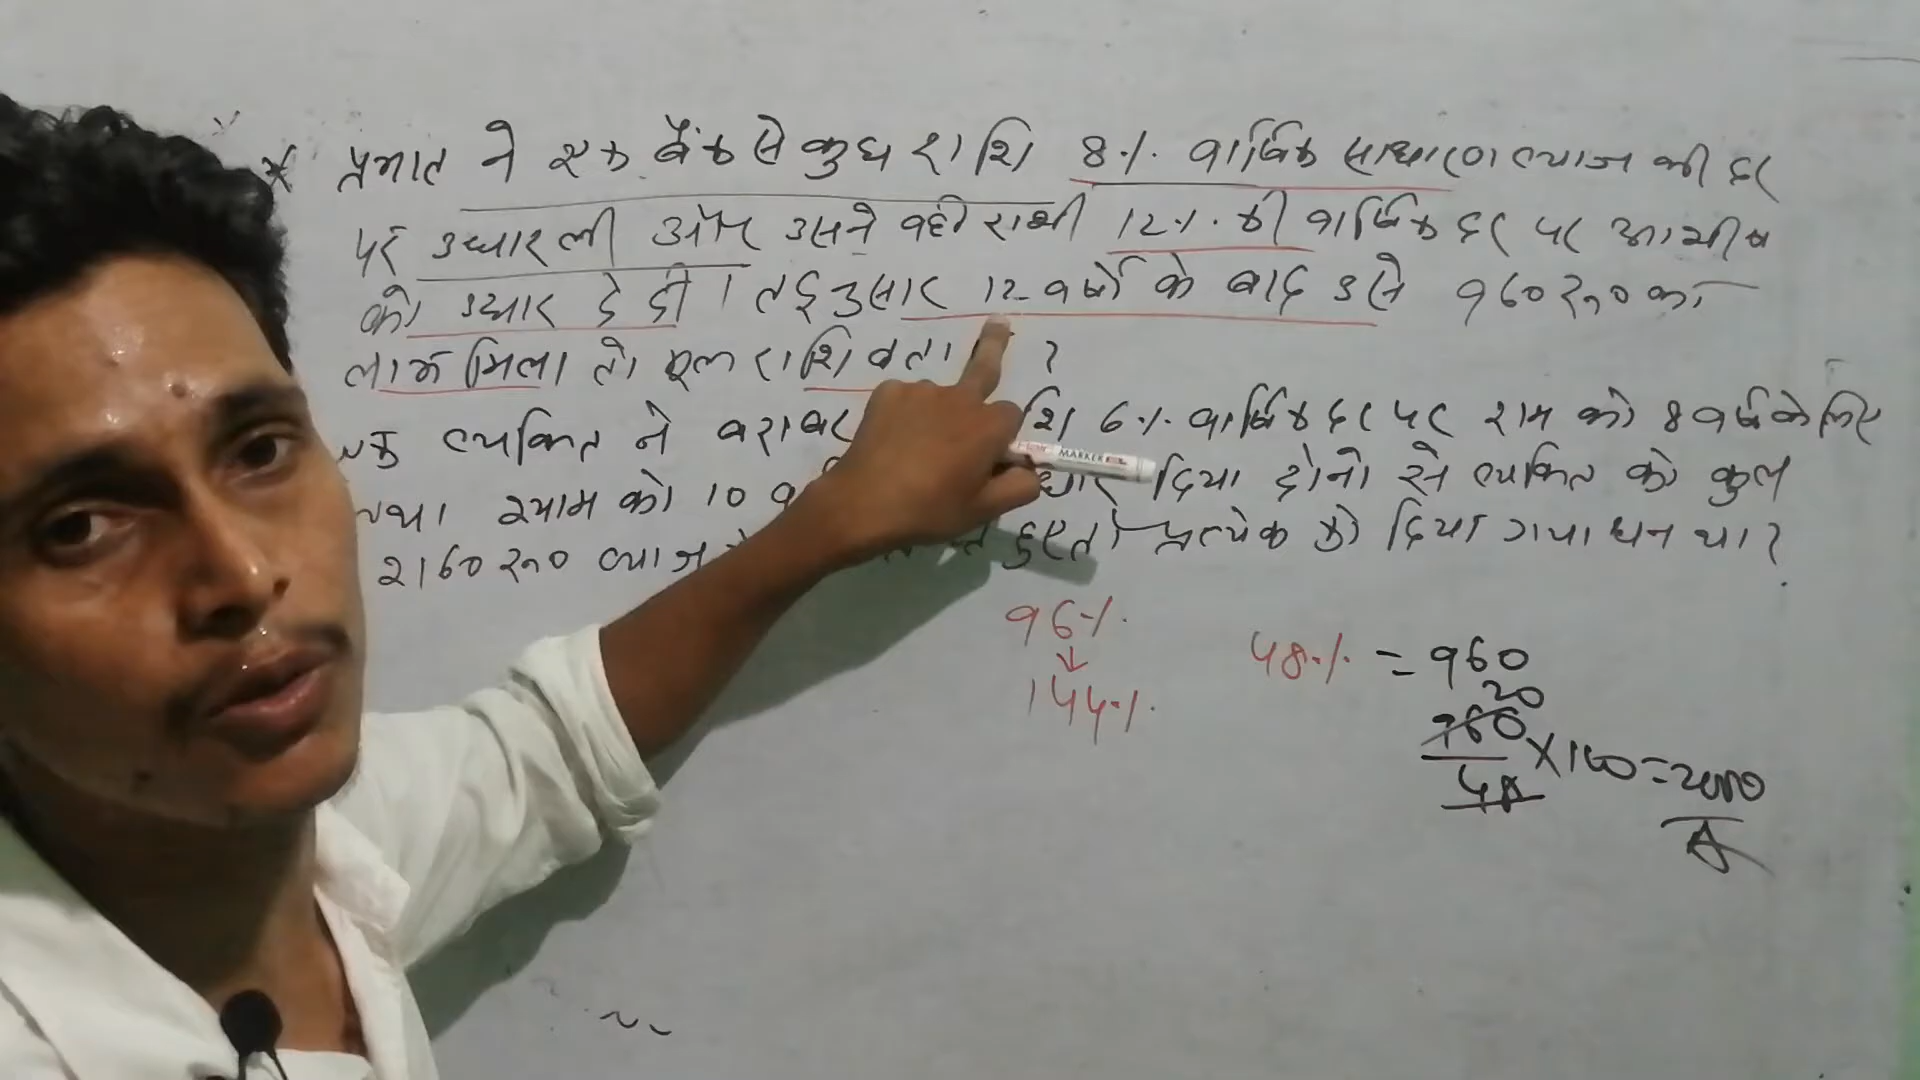 * प्रभात ने एक बैंक से कुछ राशि 8% वार्षिक साधारण ब्याज की दर
पर उधार ली और उसने वही राशी 12% की वार्षिक दर पर आशीष
को उधार दे दी। तदनुसार 12 वर्षो के बाद उसे 960 रू० का
लाभ मिला तो मूल राशि बता ?
एक व्यक्ति ने बराबर शि 6% वार्षिक दर पर राम को 8 वर्ष के लिए
तथा श्याम को 10 दिया दोनो से व्यक्ति को कुल
2160 रू० ब्याज हुए तो प्रत्येक को दिया गया धन था ?
MARKER
96%
↓
144%
48% = 960
20
960/48 × 100 = 2000
A